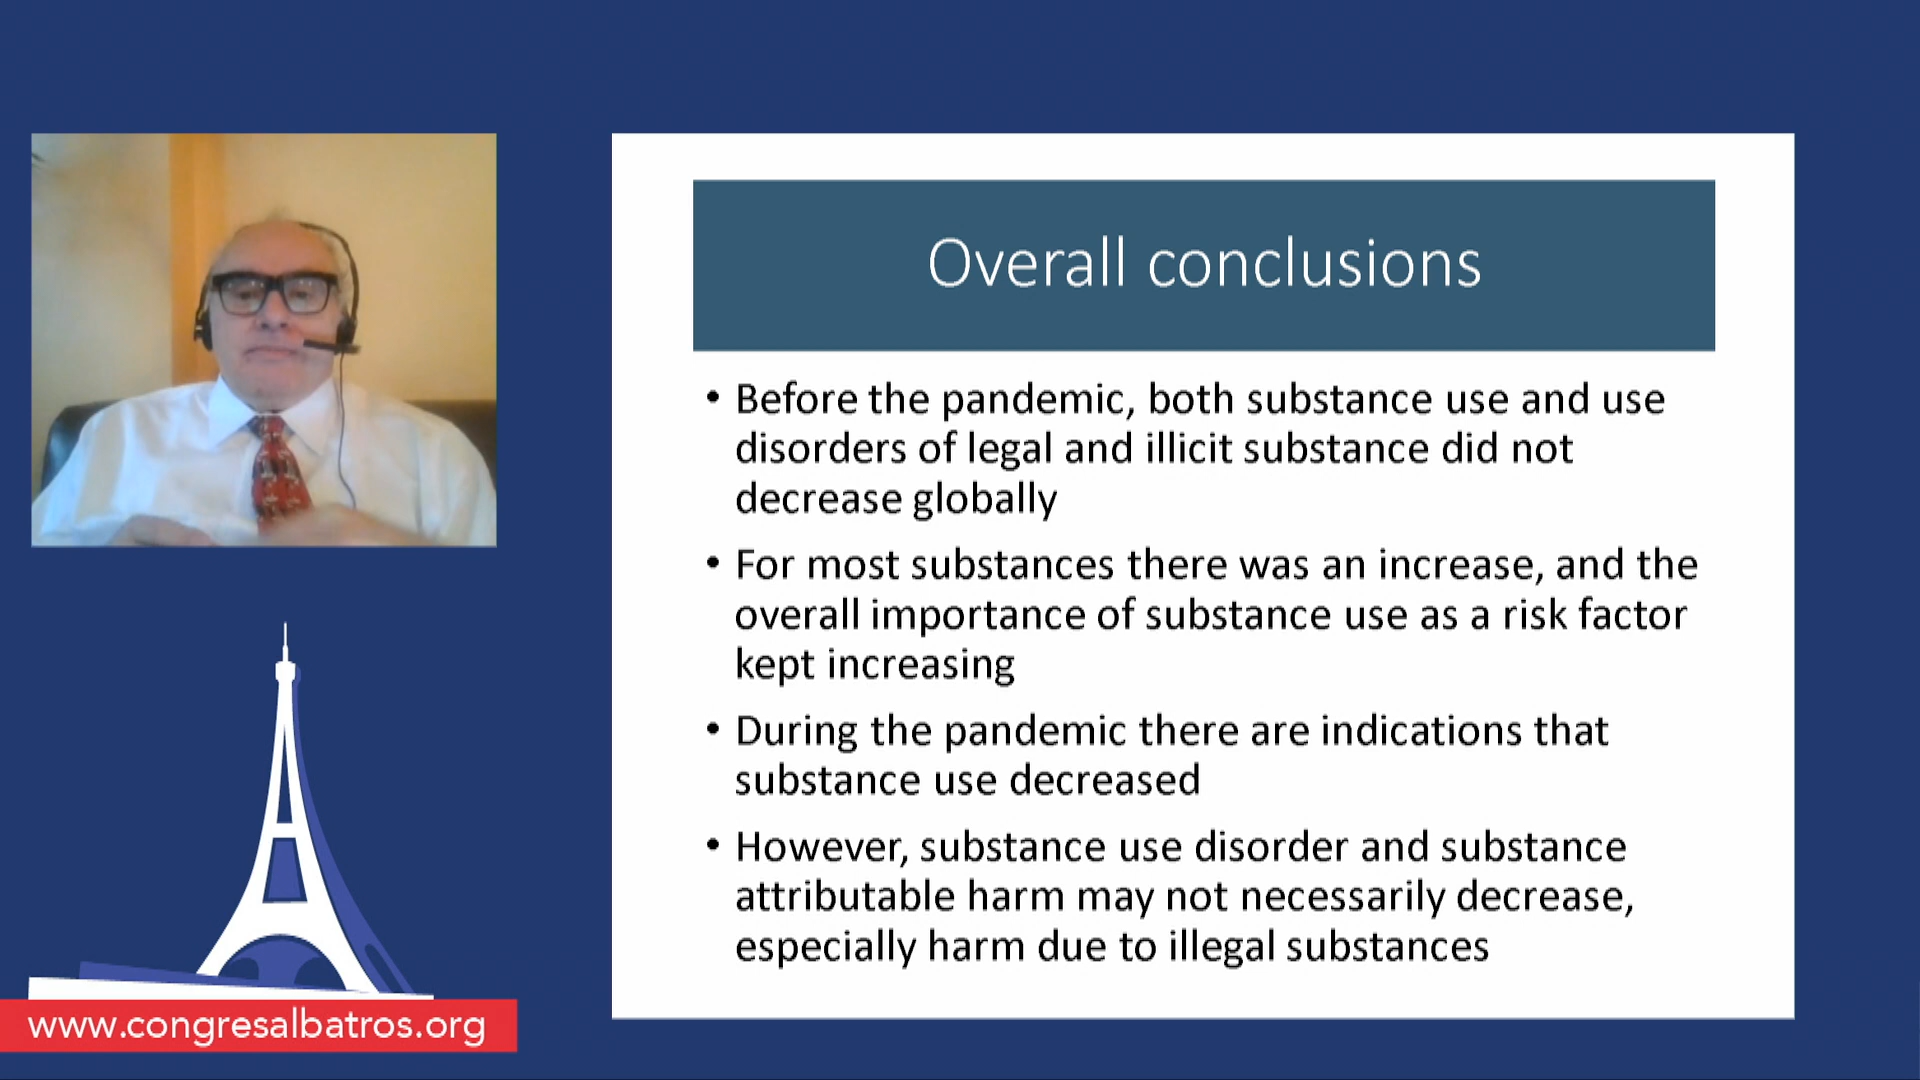 Overall conclusions
• Before the pandemic, both substance use and use
disorders of legal and illicit substance did not
decrease globally
• For most substances there was an increase, and the
overall importance of substance use as a risk factor
kept increasing
• During the pandemic there are indications that
substance use decreased
• However, substance use disorder and substance
attributable harm may not necessarily decrease,
especially harm due to illegal substances
www.congresalbatros.org